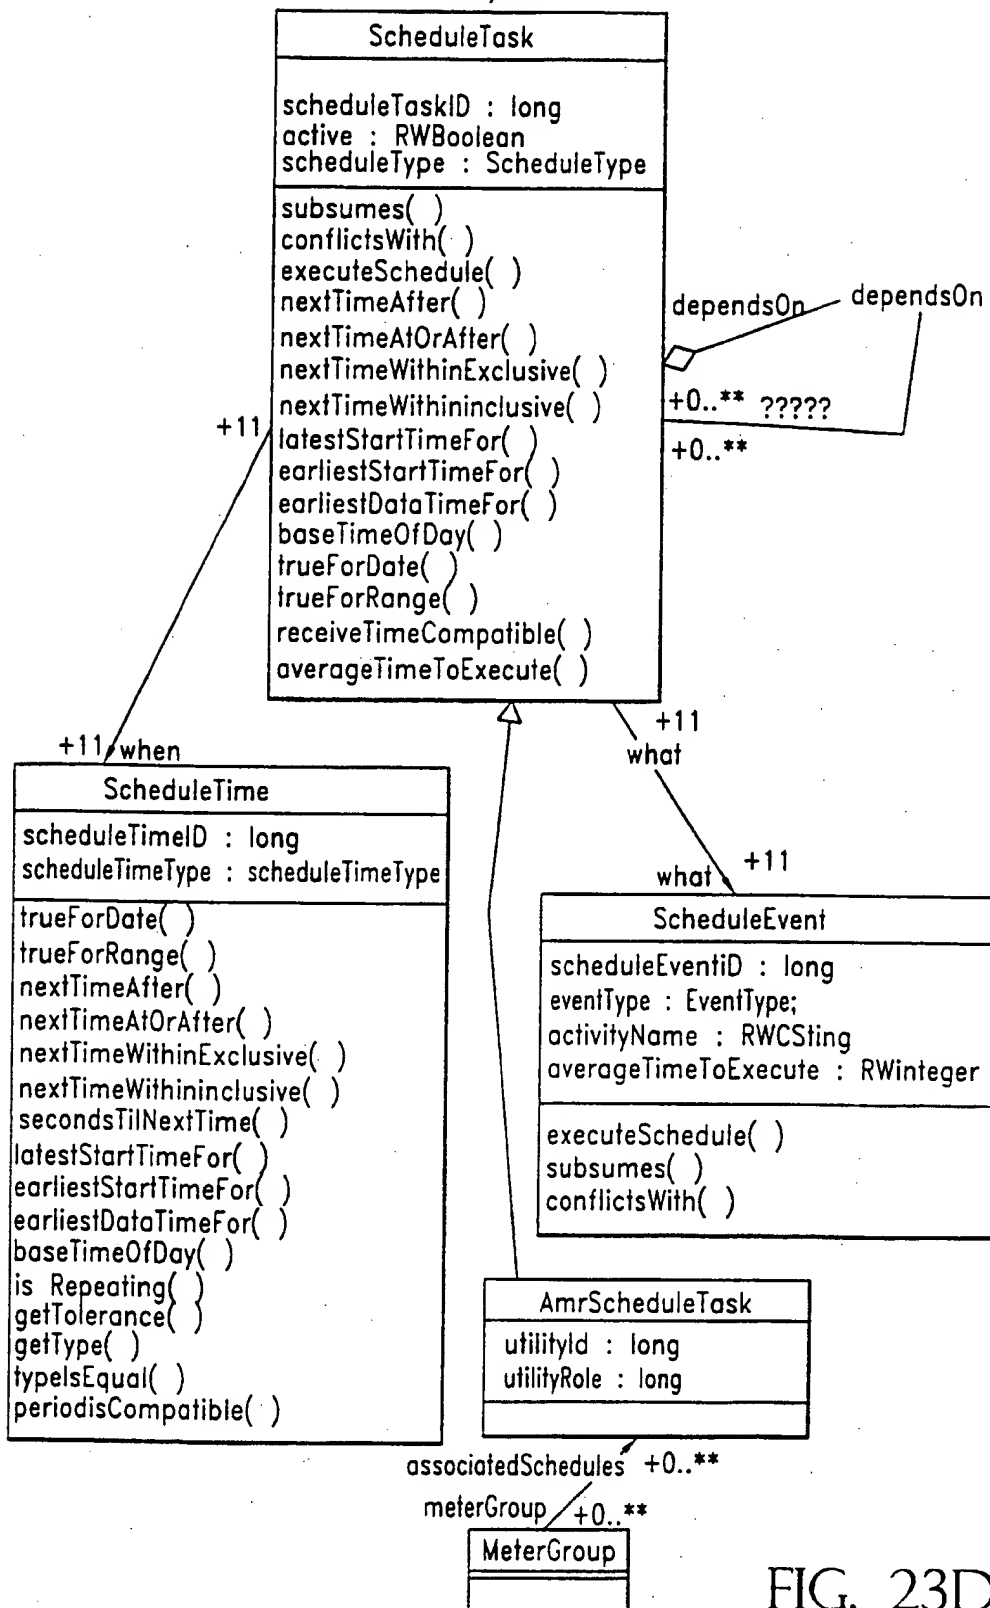 ScheduleTask
scheduleTaskID : long
active : RWBoolean
scheduleType : ScheduleType
subsumes( )
conflictsWith( )
executeSchedule( )
nextTimeAfter( )
nextTimeAtOrAfter( )
nextTimeWithinExclusive( )
nextTimeWithininclusive( )
latestStartTimeFor( )
earliestStartTimeFor( )
earliestDataTimeFor( )
baseTimeOfDay( )
trueForDate( )
trueForRange( )
receiveTimeCompatible( )
averageTimeToExecute( )
dependsOn
dependsOn
+0..** ?????
+0..**
+11
+11
what
+11 when
ScheduleTime
scheduleTimeID : long
scheduleTimeType : scheduleTimeType
trueForDate( )
trueForRange( )
nextTimeAfter( )
nextTimeAtOrAfter( )
nextTimeWithinExclusive( )
nextTimeWithininclusive( )
secondsTilNextTime( )
latestStartTimeFor( )
earliestStartTimeFor( )
earliestDataTimeFor( )
baseTimeOfDay( )
is Repeating( )
getTolerance( )
getType( )
typeIsEqual( )
periodisCompatible( )
+11
what
ScheduleEvent
scheduleEventiD : long
eventType : EventType;
activityName : RWCSting
averageTimeToExecute : RWinteger
executeSchedule( )
subsumes( )
conflictsWith( )
AmrScheduleTask
utilityId : long
utilityRole : long
associatedSchedules +0..**
meterGroup +0..**
MeterGroup
FIG. 23D